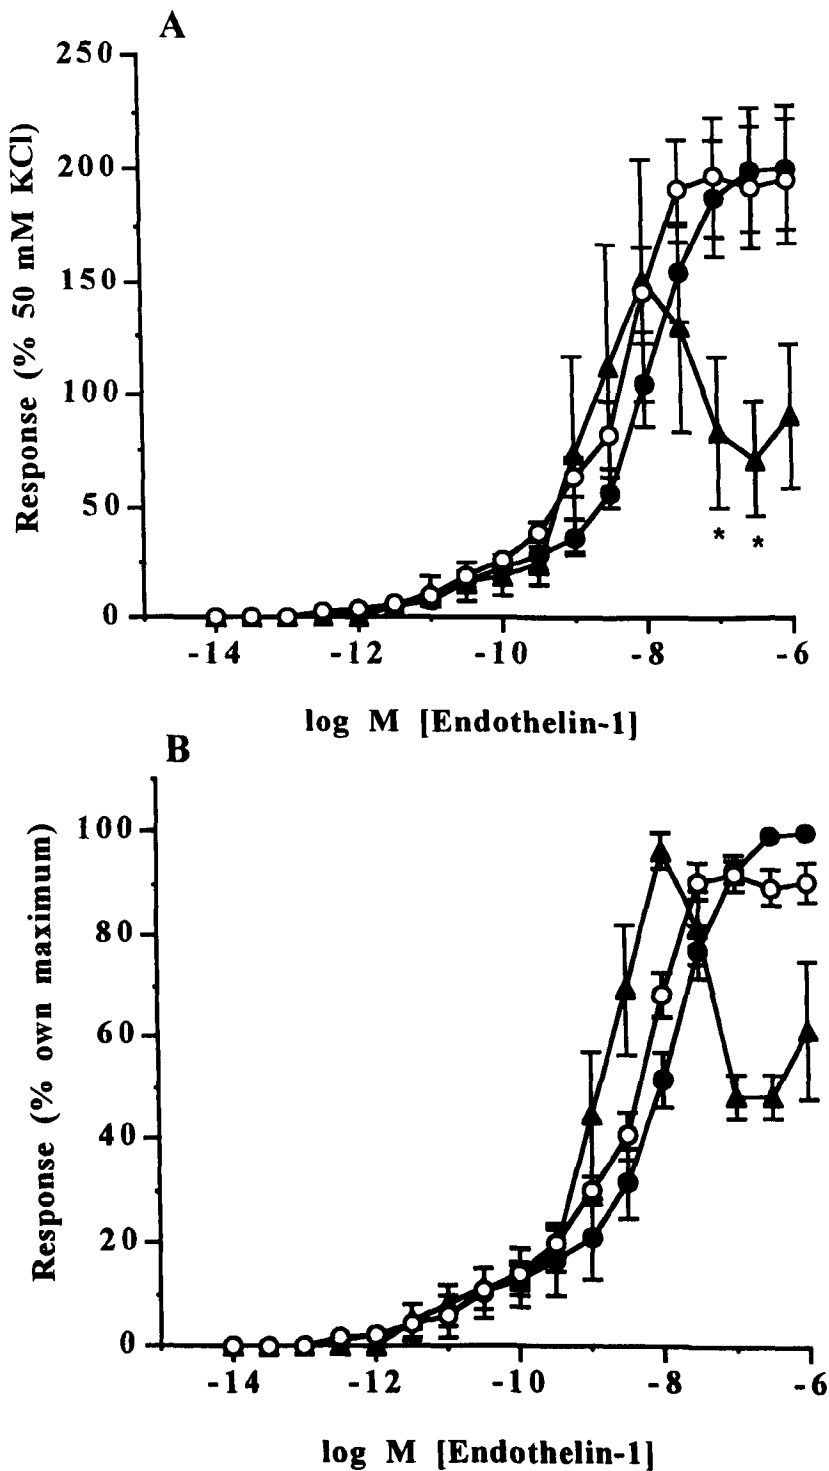 A
250
200
150
100
50
0
Response (% 50 mM KCl)
* *
-14 -12 -10 -8 -6
log M [Endothelin-1]
B
100
80
60
40
20
0
Response (% own maximum)
-14 -12 -10 -8 -6
log M [Endothelin-1]